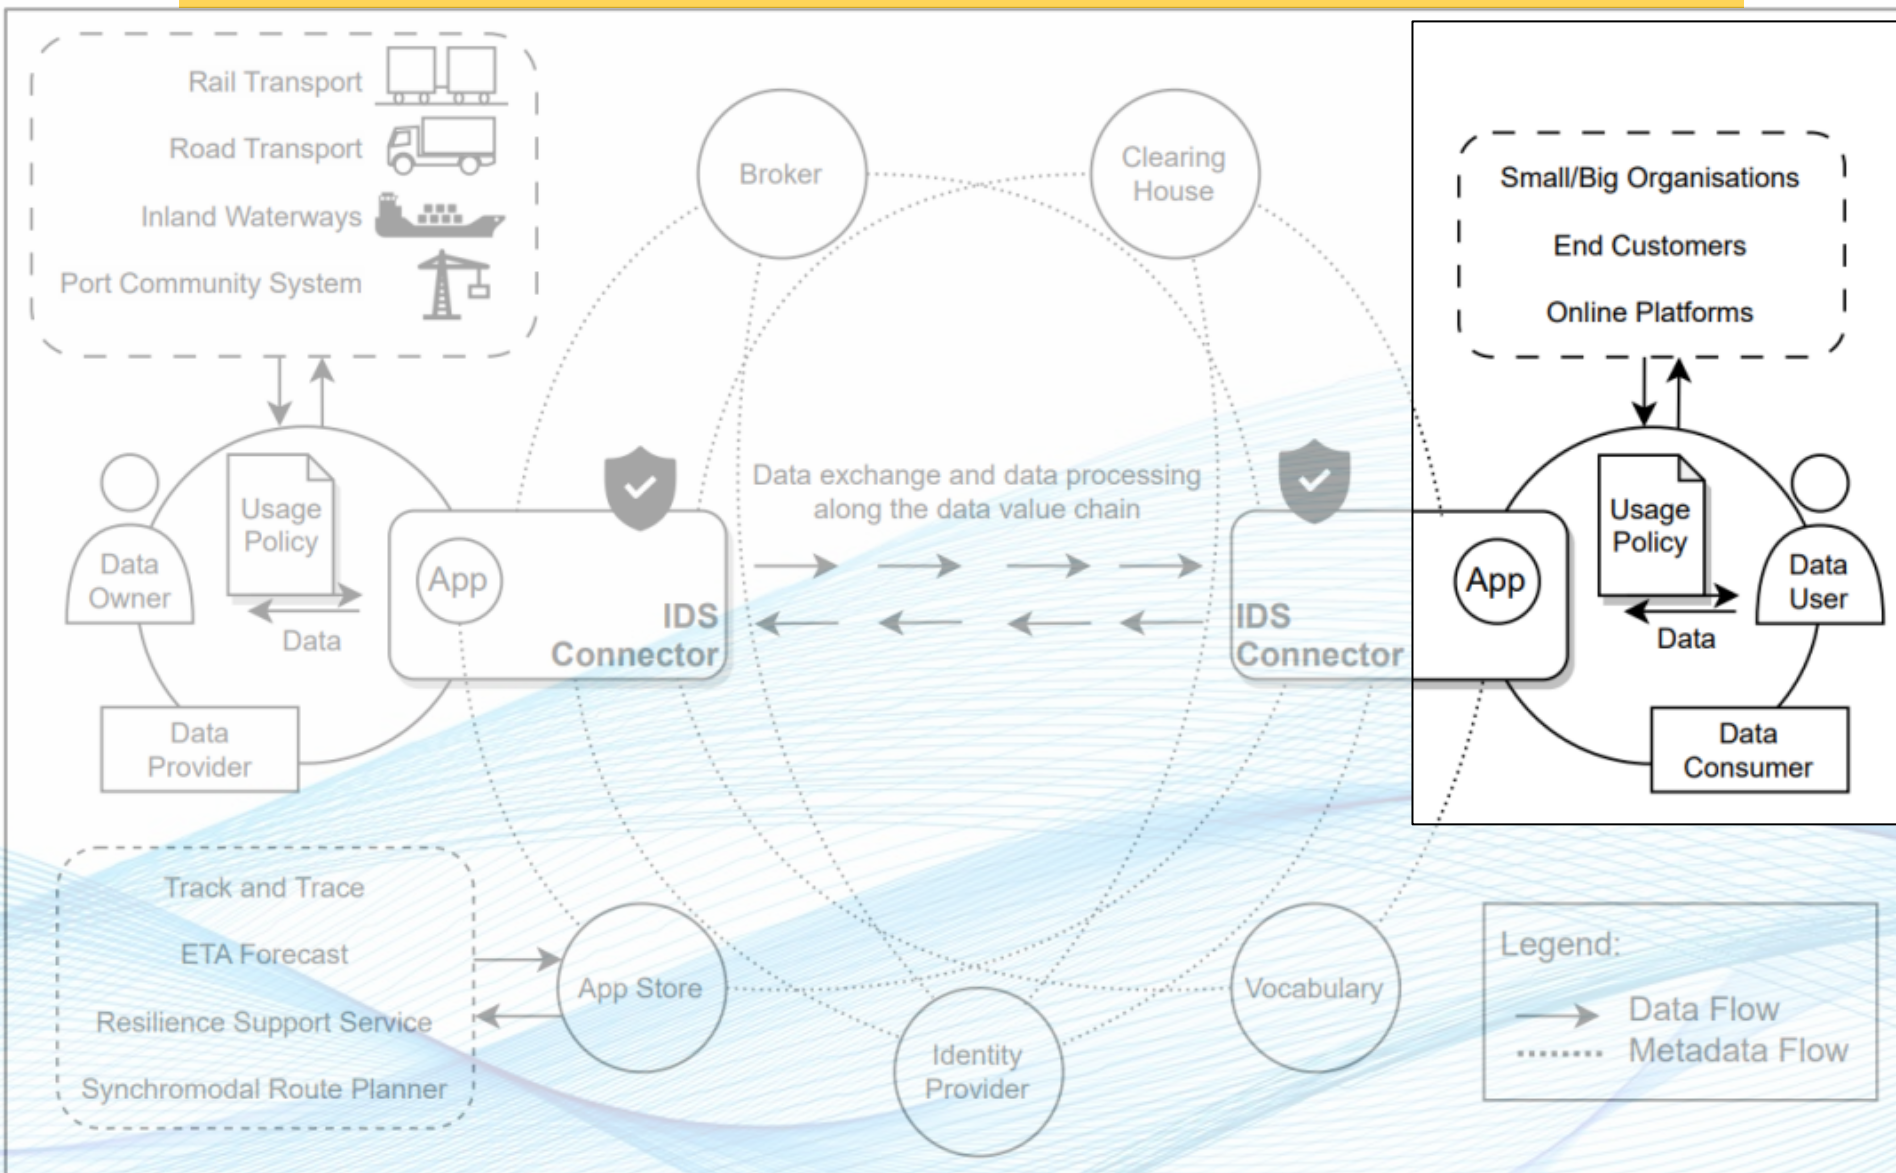 Rail Transport
Road Transport
Inland Waterways
Port Community System
Broker
Clearing
House
Small/Big Organisations
End Customers
Online Platforms
Data
Owner
Usage
Policy
Data
App
IDS
Connector
Data
Provider
Data exchange and data processing
along the data value chain
IDS
Connector
App
Usage
Policy
Data
Data
User
Data
Consumer
Track and Trace
ETA Forecast
Resilience Support Service
Synchromodal Route Planner
App Store
Identity
Provider
Vocabulary
Legend:
Data Flow
Metadata Flow